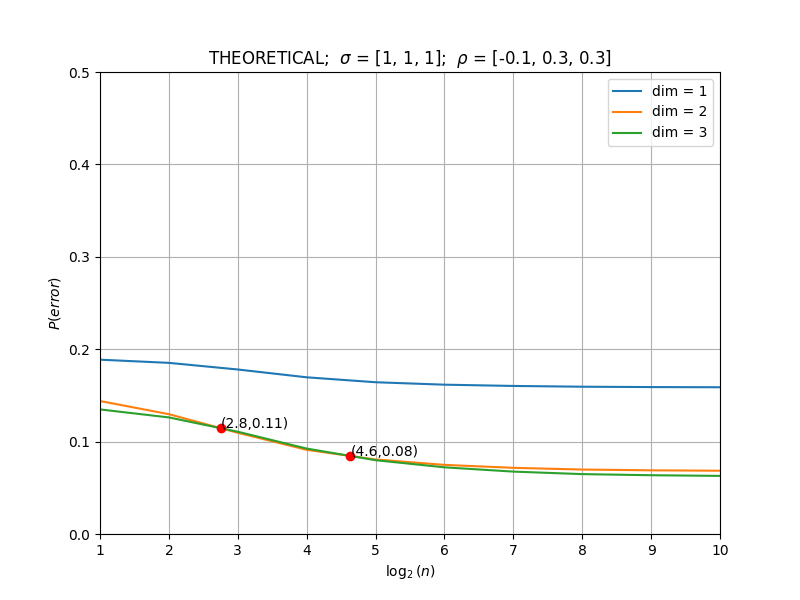 THEORETICAL;  σ = [1, 1, 1];  ρ = [-0.1, 0.3, 0.3]
dim = 1
dim = 2
dim = 3
0.5
0.4
0.3
0.2
0.1
0.0
P(error)
(2.8,0.11)
(4.6,0.08)
1 2 3 4 5 6 7 8 9 10
log₂(n)